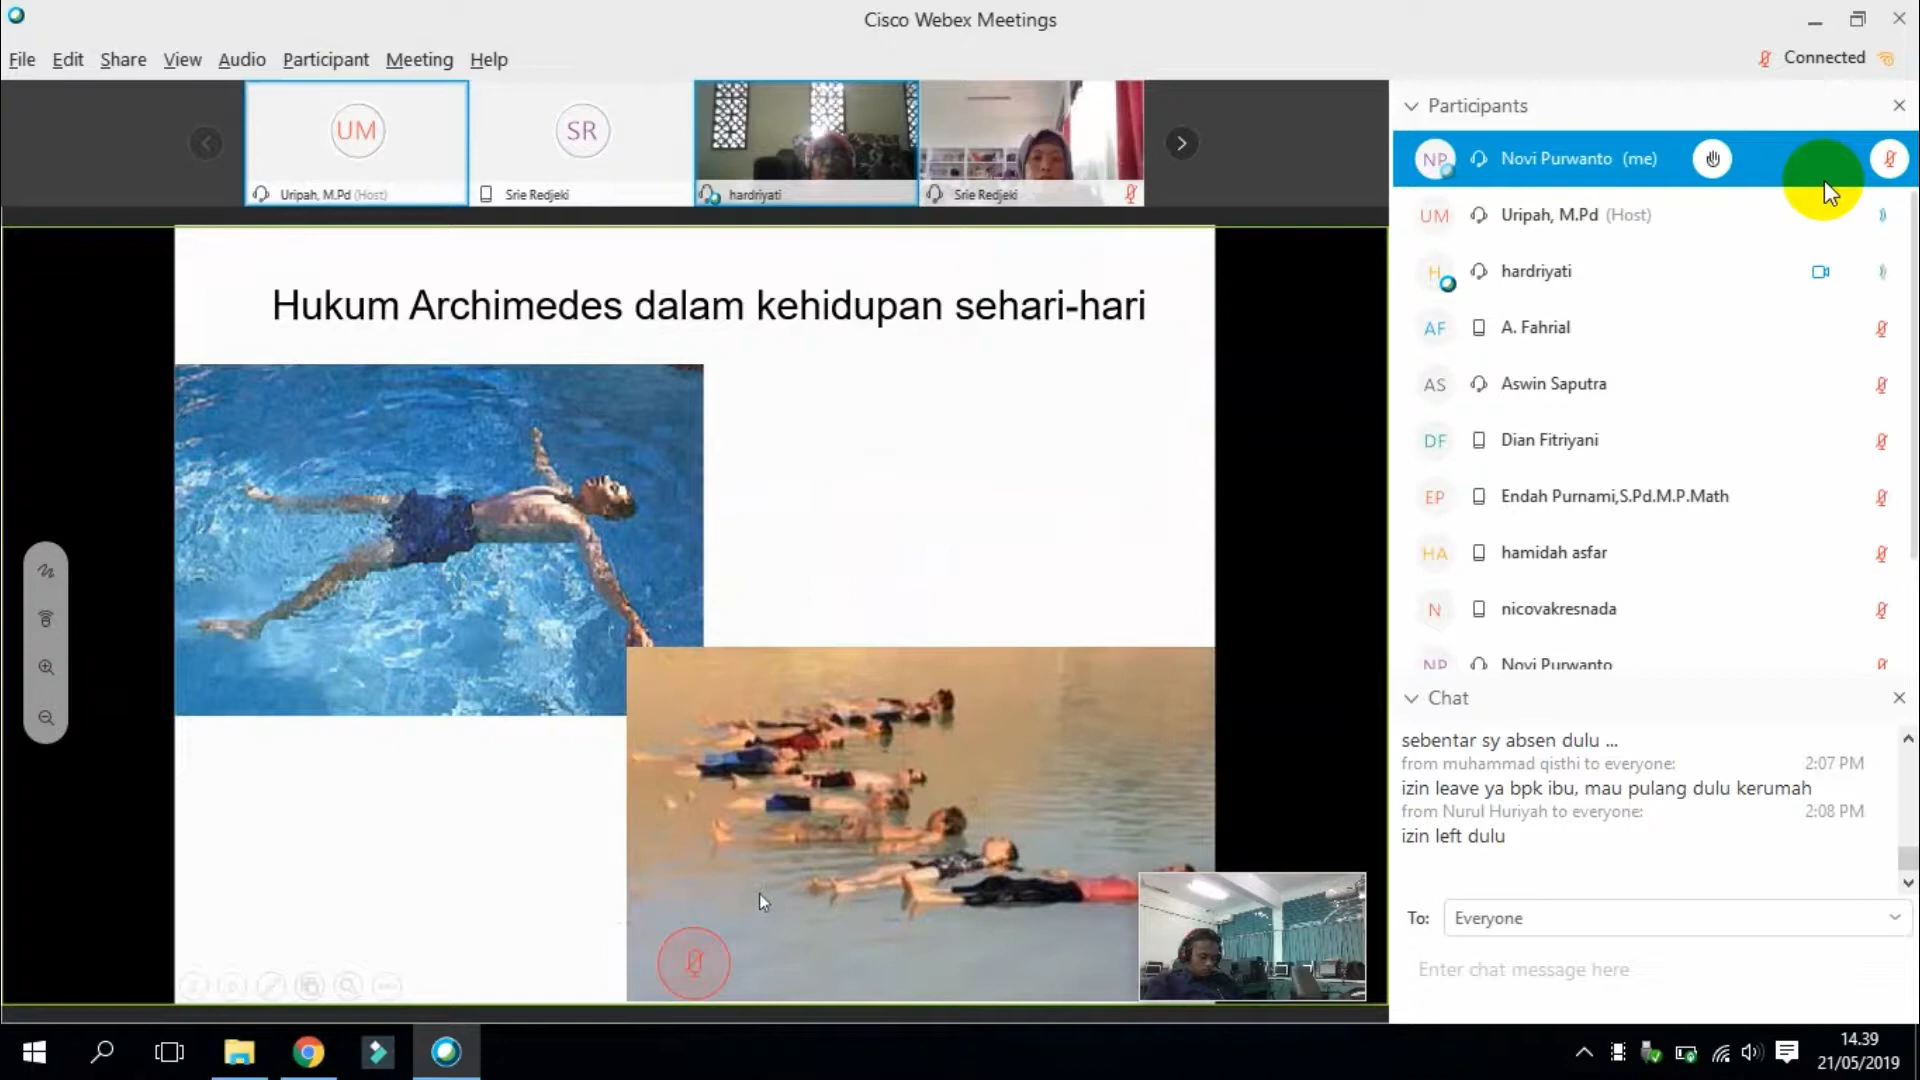 Cisco Webex Meetings
File Edit Share View Audio Participant Meeting Help
Connected
UM
Uripah, M.Pd (Host)
SR
Srie Redjeki
hardriyati
Srie Redjeki
Hukum Archimedes dalam kehidupan sehari-hari
Participants
NP Novi Purwanto (me)
UM Uripah, M.Pd (Host)
H hardriyati
AF A. Fahrial
AS Aswin Saputra
DF Dian Fitriyani
EP Endah Purnami,S.Pd.M.P.Math
HA hamidah asfar
N nicovakresnada
NP Novi Purwanto
Chat
sebentar sy absen dulu ...
from muhammad qisthi to everyone: 2:07 PM
izin leave ya bpk ibu, mau pulang dulu kerumah
from Nurul Huriyah to everyone: 2:08 PM
izin left dulu
To: Everyone
Enter chat message here
14.39
21/05/2019